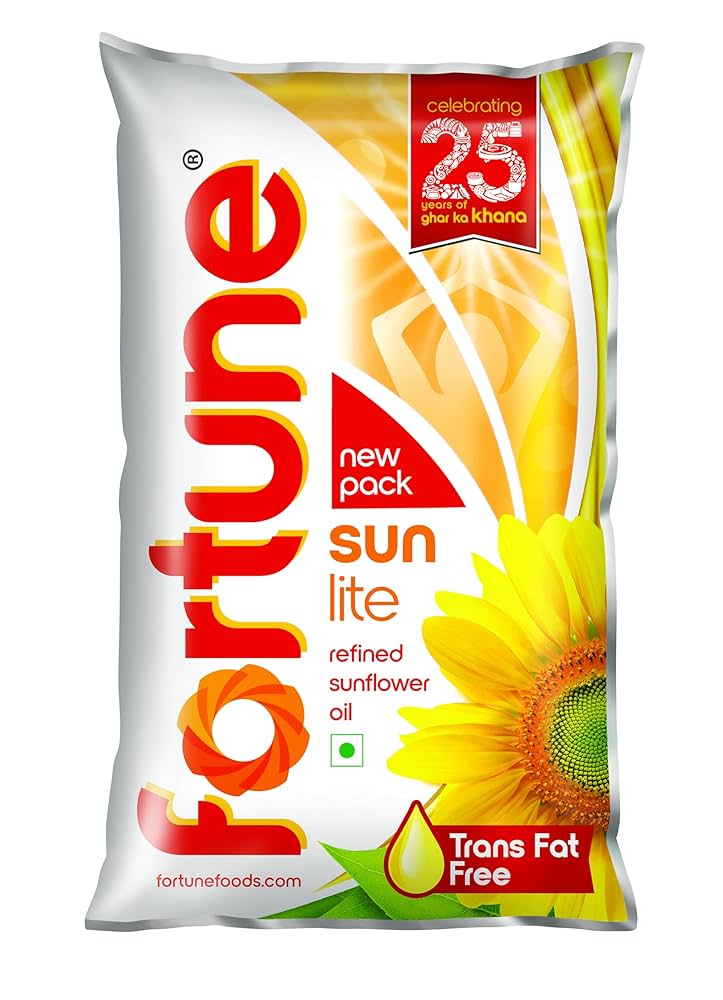 fortune®
celebrating
25
years of
ghar ka khana
new
pack
sun
lite
refined
sunflower
oil
Trans Fat
Free
fortunefoods.com